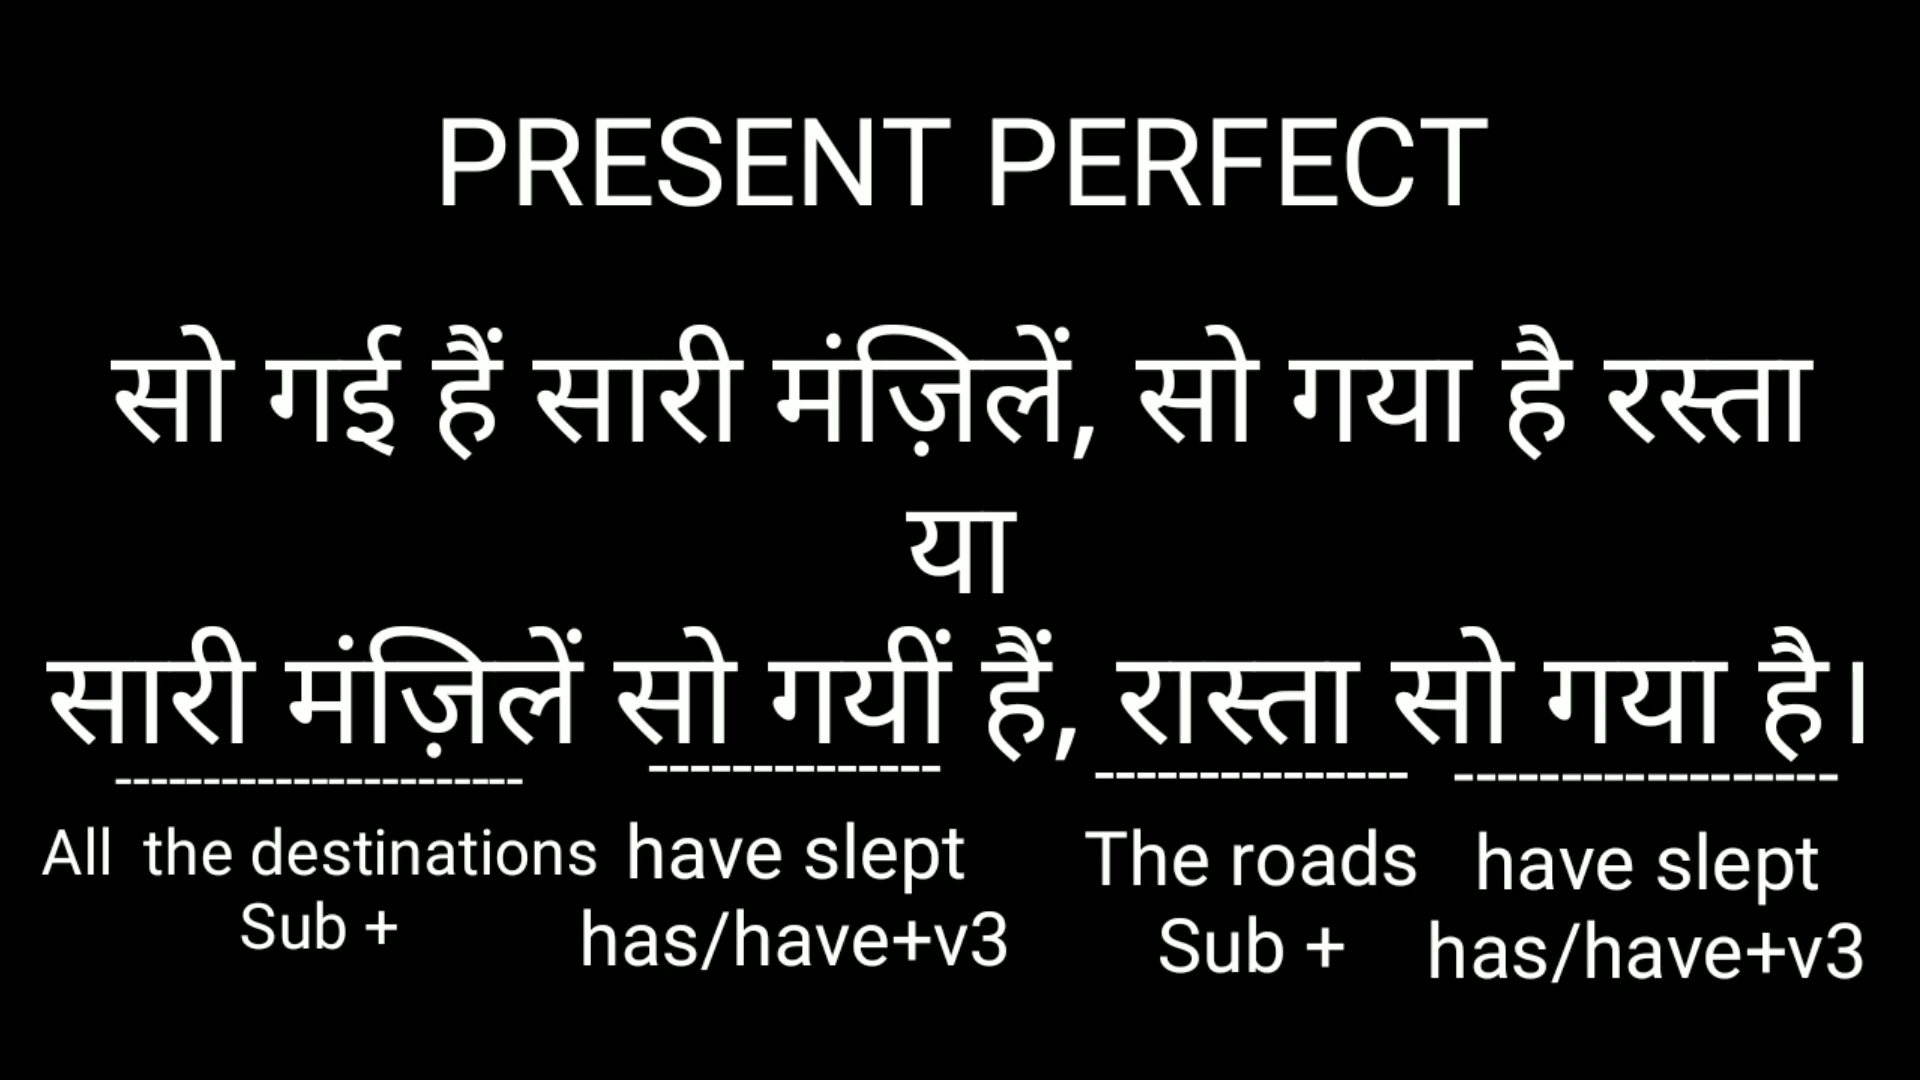 PRESENT PERFECT
सो गई हैं सारी मंज़िलें, सो गया है रस्ता
या
सारी मंज़िलें सो गयीं हैं, रास्ता सो गया है।
All the destinations have slept The roads have slept
Sub + has/have+v3 Sub + has/have+v3